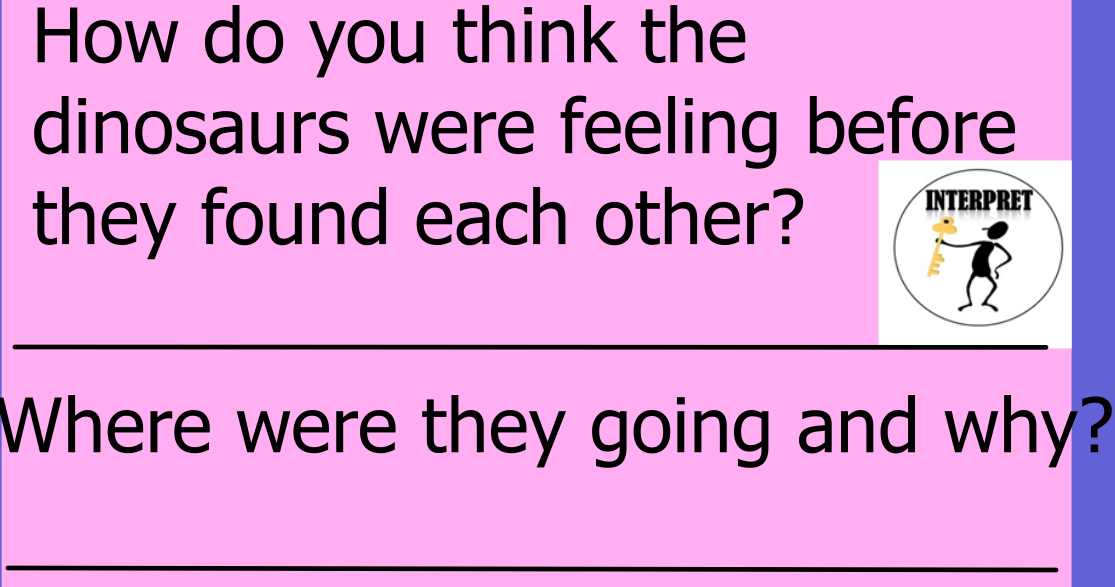 How do you think the
dinosaurs were feeling before
they found each other?
INTERPRET
Where were they going and why?